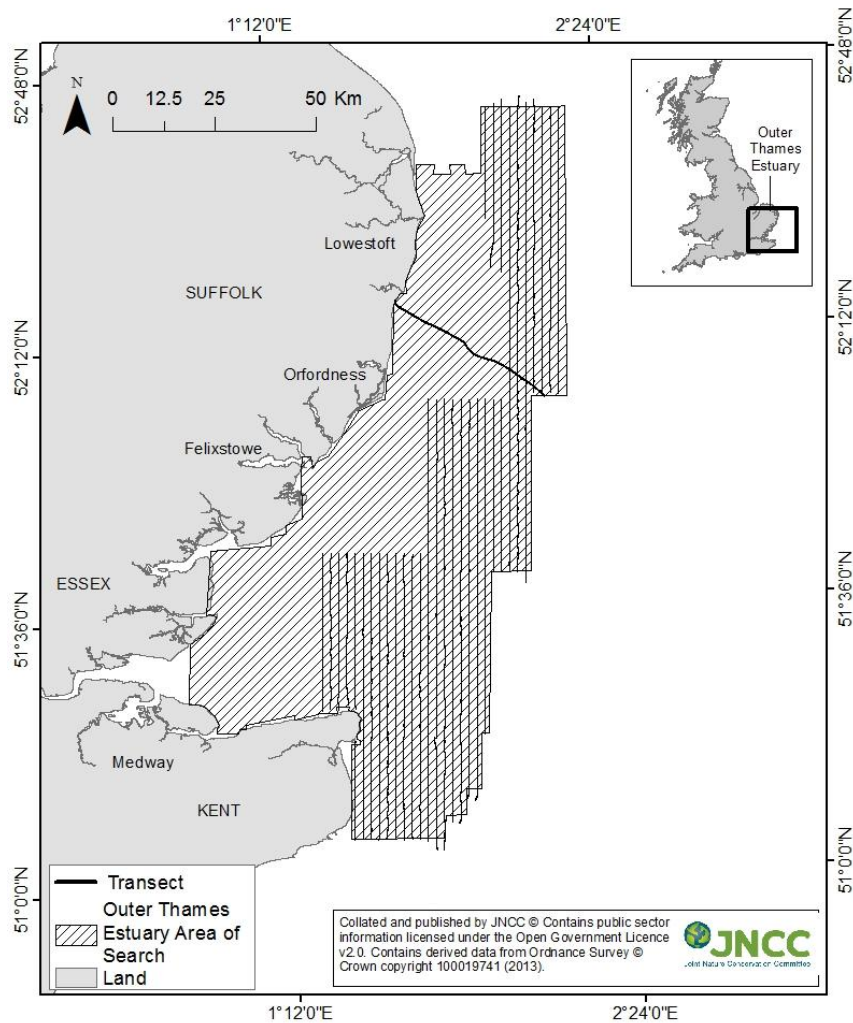 1°12'0"E
2°24'0"E
52°48'0"N
52°48'0"N
N
0 12.5 25 50 Km
Outer
Thames
Estuary
Lowestoft
SUFFOLK
52°12'0"N
52°12'0"N
Orfordness
Felixstowe
ESSEX
51°36'0"N
51°36'0"N
Medway
KENT
51°0'0"N
51°0'0"N
Transect
Outer Thames
Estuary Area of
Search
Land
Collated and published by JNCC © Contains public sector
information licensed under the Open Government Licence
v2.0. Contains derived data from Ordnance Survey ©
Crown copyright 100019741 (2013).
JNCC
Joint Nature Conservation Committee
1°12'0"E
2°24'0"E